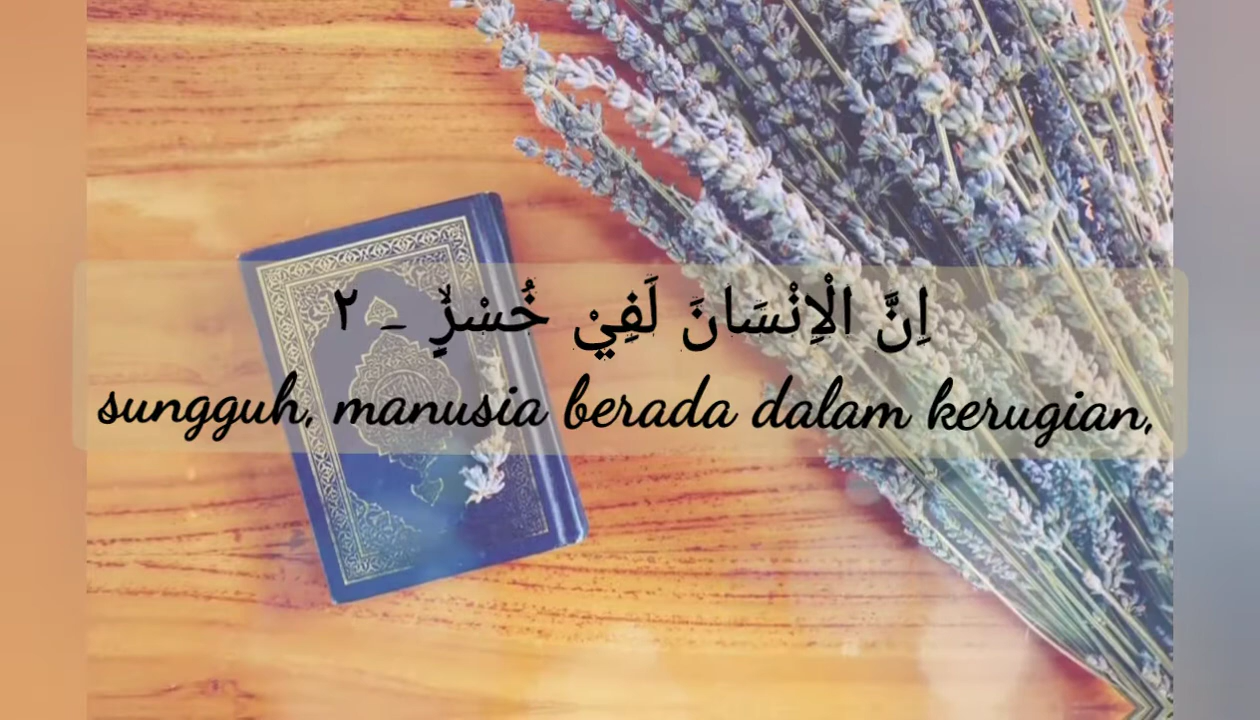 اِنَّ الْاِنْسَانَ لَفِيْ خُسْرٍۙ ـ ٢
sungguh, manusia berada dalam kerugian,